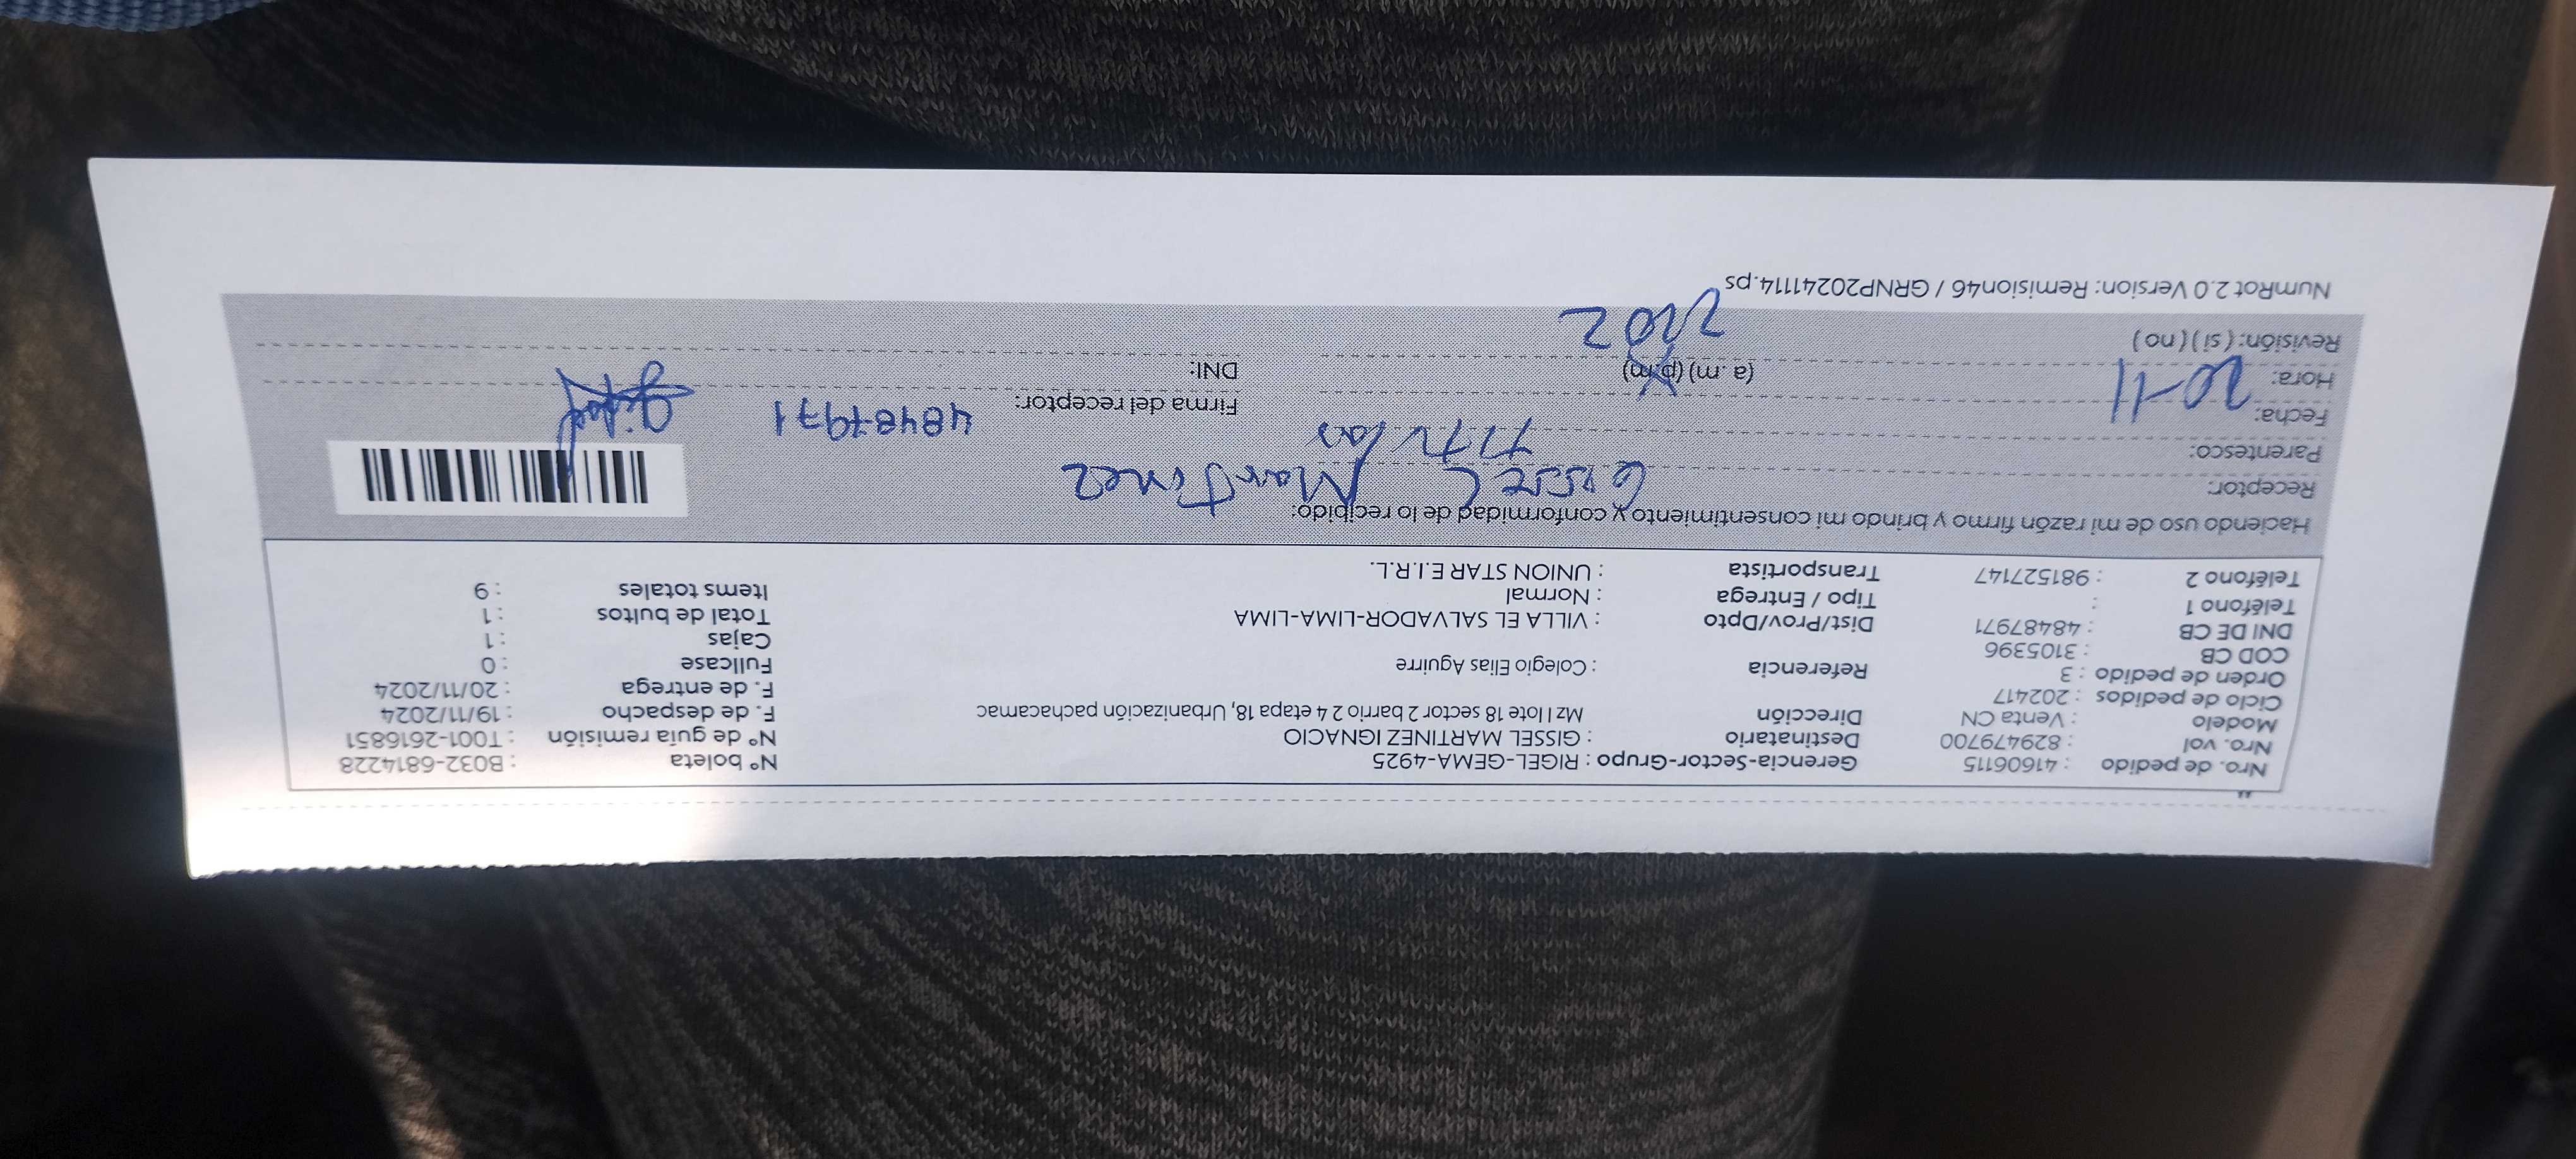 Nro. de pedido : 41606115 Gerencia-Sector-Grupo : RIGEL-GEMA-4925 N° boleta : B032-6814228
Nro. vol : 829479700 Destinatario : GISSEL MARTINEZ IGNACIO N° de guía remisión : T001-2616851
Modelo : Venta CN Dirección Mz I lote 18 sector 2 barrio 2 4 etapa 18, Urbanización pachacamac F. de despacho : 19/11/2024
Ciclo de pedidos : 202417 F. de entrega : 20/11/2024
Orden de pedido : 3 Referencia : Colegio Elias Aguirre Fullcase : 0
COD CB : 3105396 Cajas : 1
DNI DE CB : 48487971 Dist/Prov/Dpto : VILLA EL SALVADOR-LIMA-LIMA Total de bultos : 1
Teléfono 1 : Tipo / Entrega : Normal Items totales : 9
Teléfono 2 : 981527147 Transportista : UNION STAR E.I.R.L.
Haciendo uso de mi razón firmo y brindo mi consentimiento y conformidad de lo recibido:
Receptor: Gissel Martinez
Parentesco: Titular
Fecha: 20-11 Firma del receptor: 48487971
Hora: (a. m) (p. m) DNI:
Revisión: ( si ) ( no )
NumRot 2.0 Version: Remision46 / GRNP20241114.ps